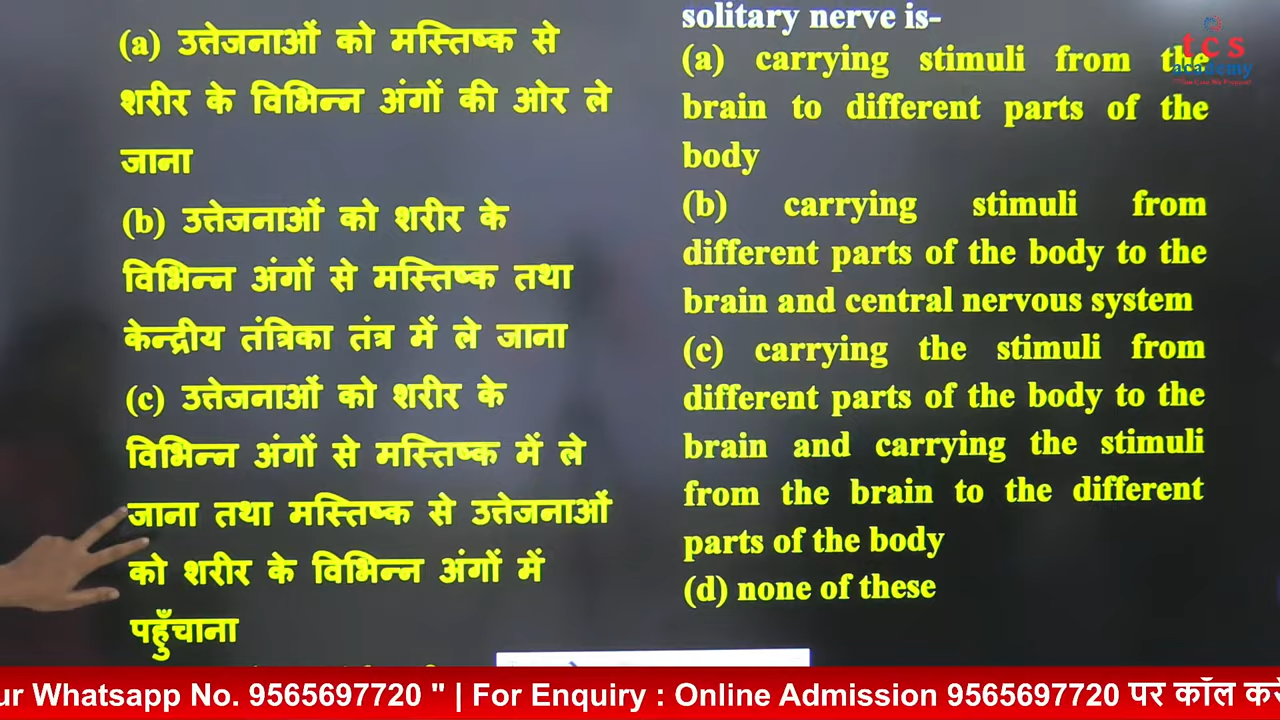 (a) उत्तेजनाओं को मस्तिष्क से
शरीर के विभिन्न अंगों की ओर ले
जाना
(b) उत्तेजनाओं को शरीर के
विभिन्न अंगों से मस्तिष्क तथा
केन्द्रीय तंत्रिका तंत्र में ले जाना
(c) उत्तेजनाओं को शरीर के
विभिन्न अंगों से मस्तिष्क में ले
जाना तथा मस्तिष्क से उत्तेजनाओं
को शरीर के विभिन्न अंगों में
पहुँचाना
solitary nerve is-
(a) carrying stimuli from the
brain to different parts of the
body
(b) carrying stimuli from
different parts of the body to the
brain and central nervous system
(c) carrying the stimuli from
different parts of the body to the
brain and carrying the stimuli
from the brain to the different
parts of the body
(d) none of these
tcs
academy
ur Whatsapp No. 9565697720 " | For Enquiry : Online Admission 9565697720 पर कॉल करें